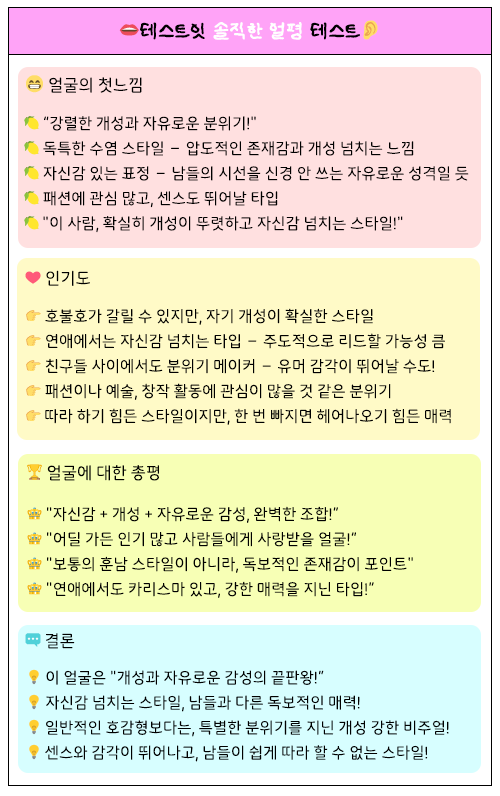 테스트윗 솔직한 얼평 테스트
얼굴의 첫느낌
“강렬한 개성과 자유로운 분위기!"
독특한 수염 스타일 – 압도적인 존재감과 개성 넘치는 느낌
자신감 있는 표정 – 남들의 시선을 신경 안 쓰는 자유로운 성격일 듯
패션에 관심 많고, 센스도 뛰어날 타입
"이 사람, 확실히 개성이 뚜렷하고 자신감 넘치는 스타일!"
인기도
호불호가 갈릴 수 있지만, 자기 개성이 확실한 스타일
연애에서는 자신감 넘치는 타입 – 주도적으로 리드할 가능성 큼
친구들 사이에서도 분위기 메이커 – 유머 감각이 뛰어날 수도!
패션이나 예술, 창작 활동에 관심이 많을 것 같은 분위기
따라 하기 힘든 스타일이지만, 한 번 빠지면 헤어나오기 힘든 매력
얼굴에 대한 총평
"자신감 + 개성 + 자유로운 감성, 완벽한 조합!”
"어딜 가든 인기 많고 사람들에게 사랑받을 얼굴!”
"보통의 훈남 스타일이 아니라, 독보적인 존재감이 포인트"
"연애에서도 카리스마 있고, 강한 매력을 지닌 타입!”
결론
이 얼굴은 "개성과 자유로운 감성의 끝판왕!”
자신감 넘치는 스타일, 남들과 다른 독보적인 매력!
일반적인 호감형보다는, 특별한 분위기를 지닌 개성 강한 비주얼!
센스와 감각이 뛰어나고, 남들이 쉽게 따라 할 수 없는 스타일!